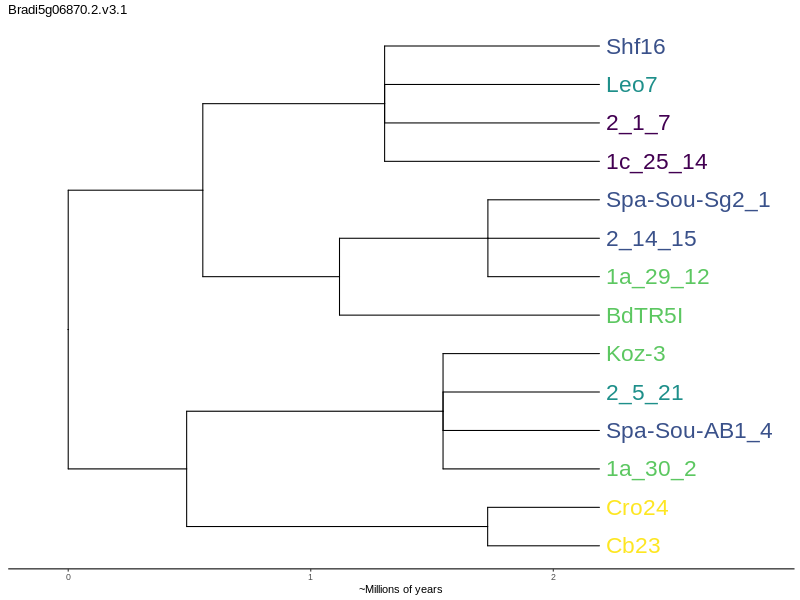 Bradi5g06870.2.v3.1
Shf16
Leo7
2_1_7
1c_25_14
Spa-Sou-Sg2_1
2_14_15
1a_29_12
BdTR5I
Koz-3
2_5_21
Spa-Sou-AB1_4
1a_30_2
Cro24
Cb23
0 1 2
~Millions of years